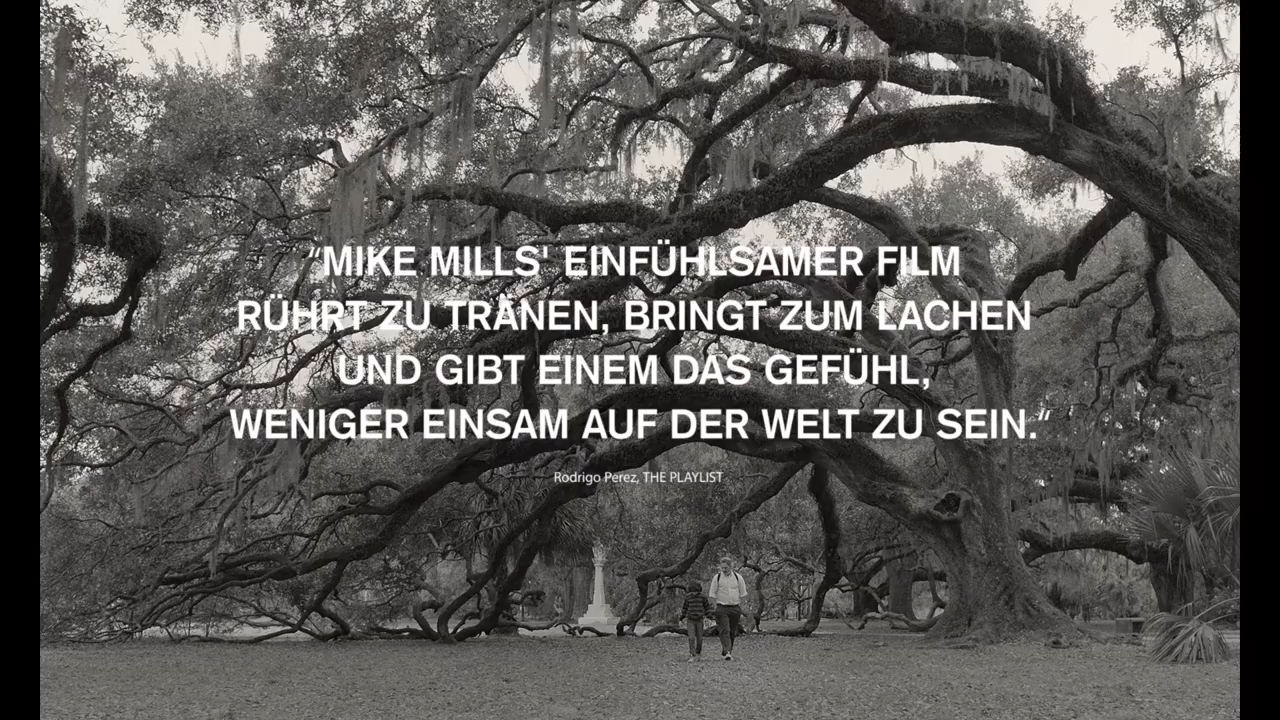 “MIKE MILLS' EINFÜHLSAMER FILM
RÜHRT ZU TRÄNEN, BRINGT ZUM LACHEN
UND GIBT EINEM DAS GEFÜHL,
WENIGER EINSAM AUF DER WELT ZU SEIN.“
Rodrigo Perez, THE PLAYLIST